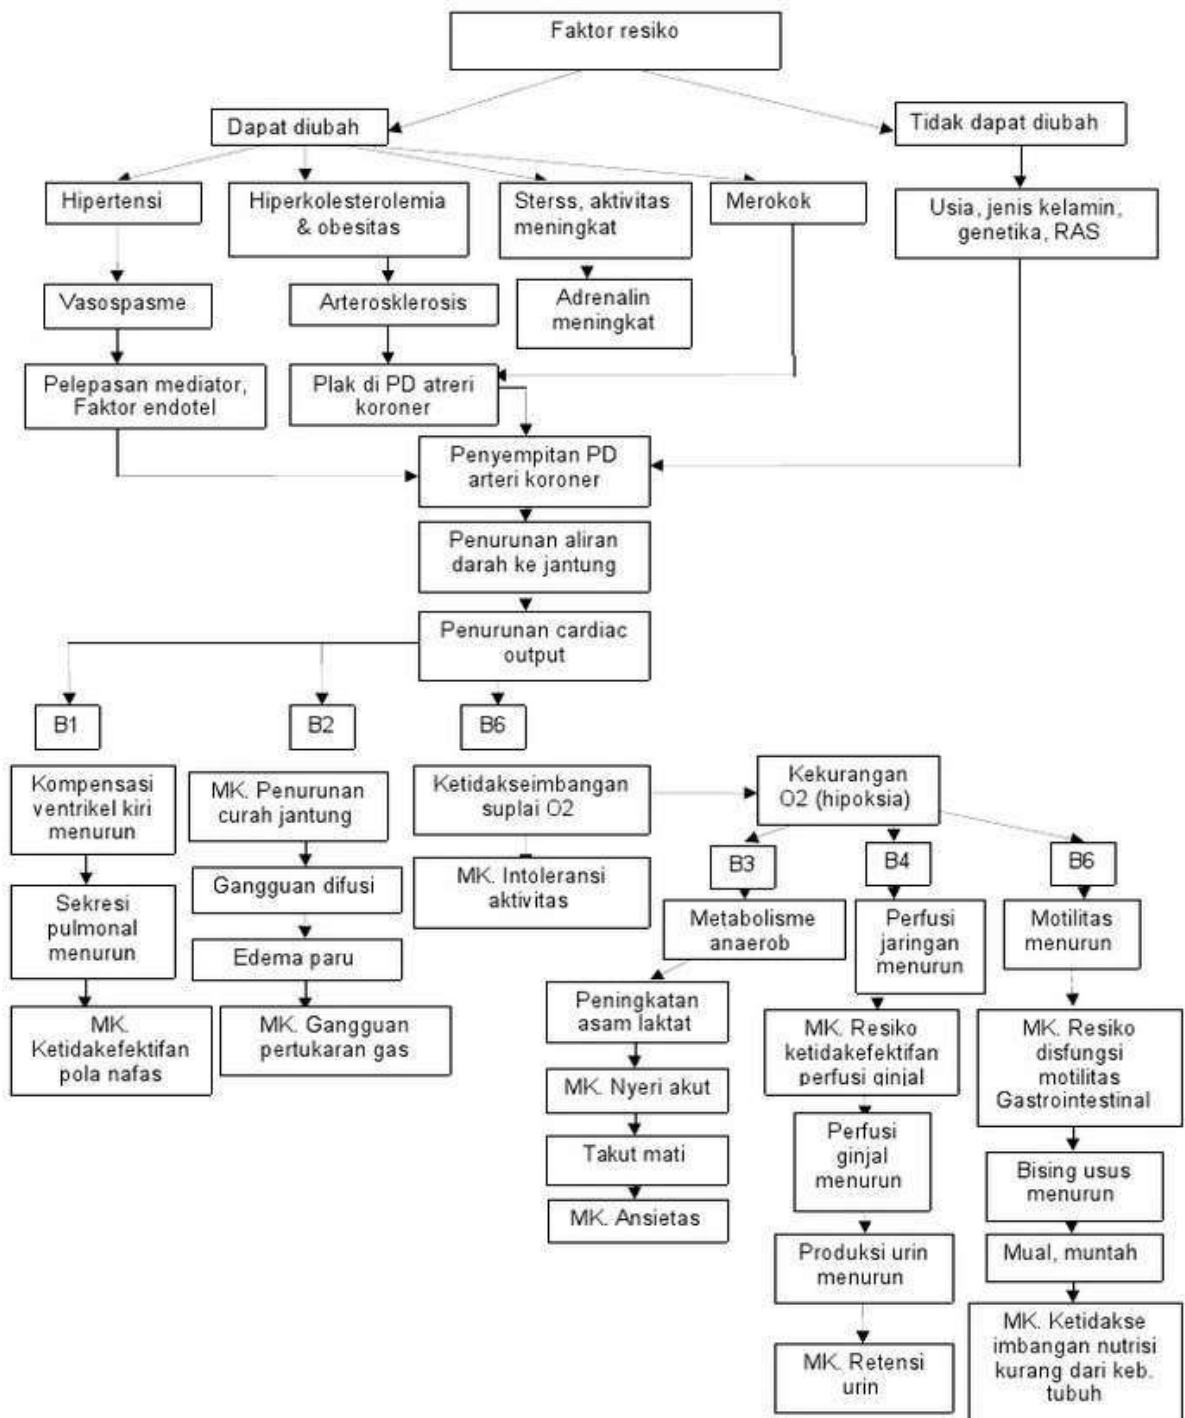 Faktor resiko
Dapat diubah
Tidak dapat diubah
Hipertensi
Hiperkolesterolemia
& obesitas
Sterss, aktivitas
meningkat
Merokok
Usia, jenis kelamin,
genetika, RAS
Vasospasme
Arterosklerosis
Adrenalin
meningkat
Pelepasan mediator,
Faktor endotel
Plak di PD atreri
koroner
Penyempitan PD
arteri koroner
Penurunan aliran
darah ke jantung
Penurunan cardiac
output
B1
B2
B6
Kompensasi
ventrikel kiri
menurun
MK. Penurunan
curah jantung
Ketidakseimbangan
suplai O2
Kekurangan
O2 (hipoksia)
B3
B4
B6
Sekresi
pulmonal
menurun
Gangguan difusi
MK. Intoleransi
aktivitas
Metabolisme
anaerob
Perfusi
jaringan
menurun
Motilitas
menurun
Edema paru
Peningkatan
asam laktat
MK.
Ketidakefektifan
pola nafas
MK. Gangguan
pertukaran gas
MK. Resiko
ketidakefektifan
perfusi ginjal
MK. Resiko
disfungsi
motilitas
Gastrointestinal
MK. Nyeri akut
Takut mati
Perfusi
ginjal
menurun
Bising usus
menurun
MK. Ansietas
Produksi urin
menurun
Mual, muntah
MK. Retensi
urin
MK. Ketidakse
imbangan nutrisi
kurang dari keb.
tubuh